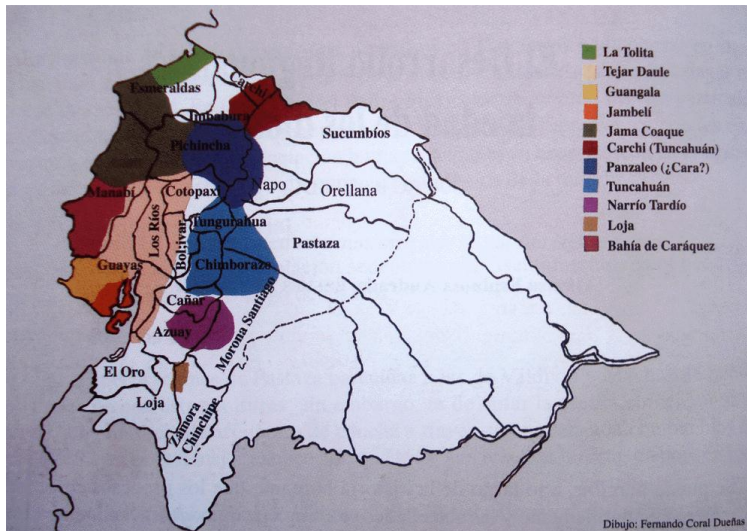 Esmeraldas
Carchi
Imbabura
Sucumbíos
Pichincha
Napo
Orellana
Manabí
Cotopaxi
Los Ríos
Bolívar
Tungurahua
Pastaza
Guayas
Chimborazo
Cañar
Azuay
Morona Santiago
El Oro
Loja
Zamora
Chinchipe
La Tolita
Tejar Daule
Guangala
Jambelí
Jama Coaque
Carchi (Tuncahuán)
Panzaleo (¿Cara?)
Tuncahuán
Narrío Tardío
Loja
Bahía de Caráquez
Dibujo: Fernando Coral Dueñas